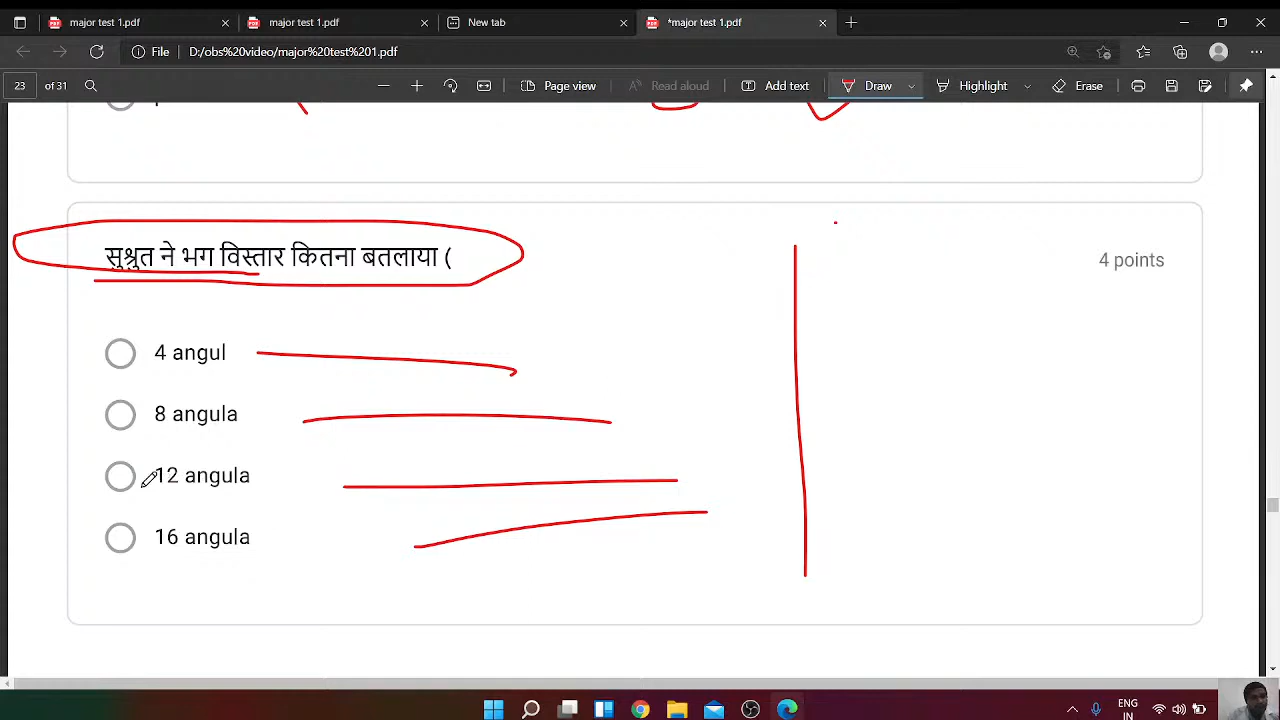 major test 1.pdf
major test 1.pdf
New tab
*major test 1.pdf
File D:/obs%20video/major%20test%201.pdf
23 of 31
Page view
Read aloud
Add text
Draw
Highlight
Erase
सुश्रुत ने भग विस्तार कितना बतलाया (
4 points
4 angul
8 angula
12 angula
16 angula
ENG
IN